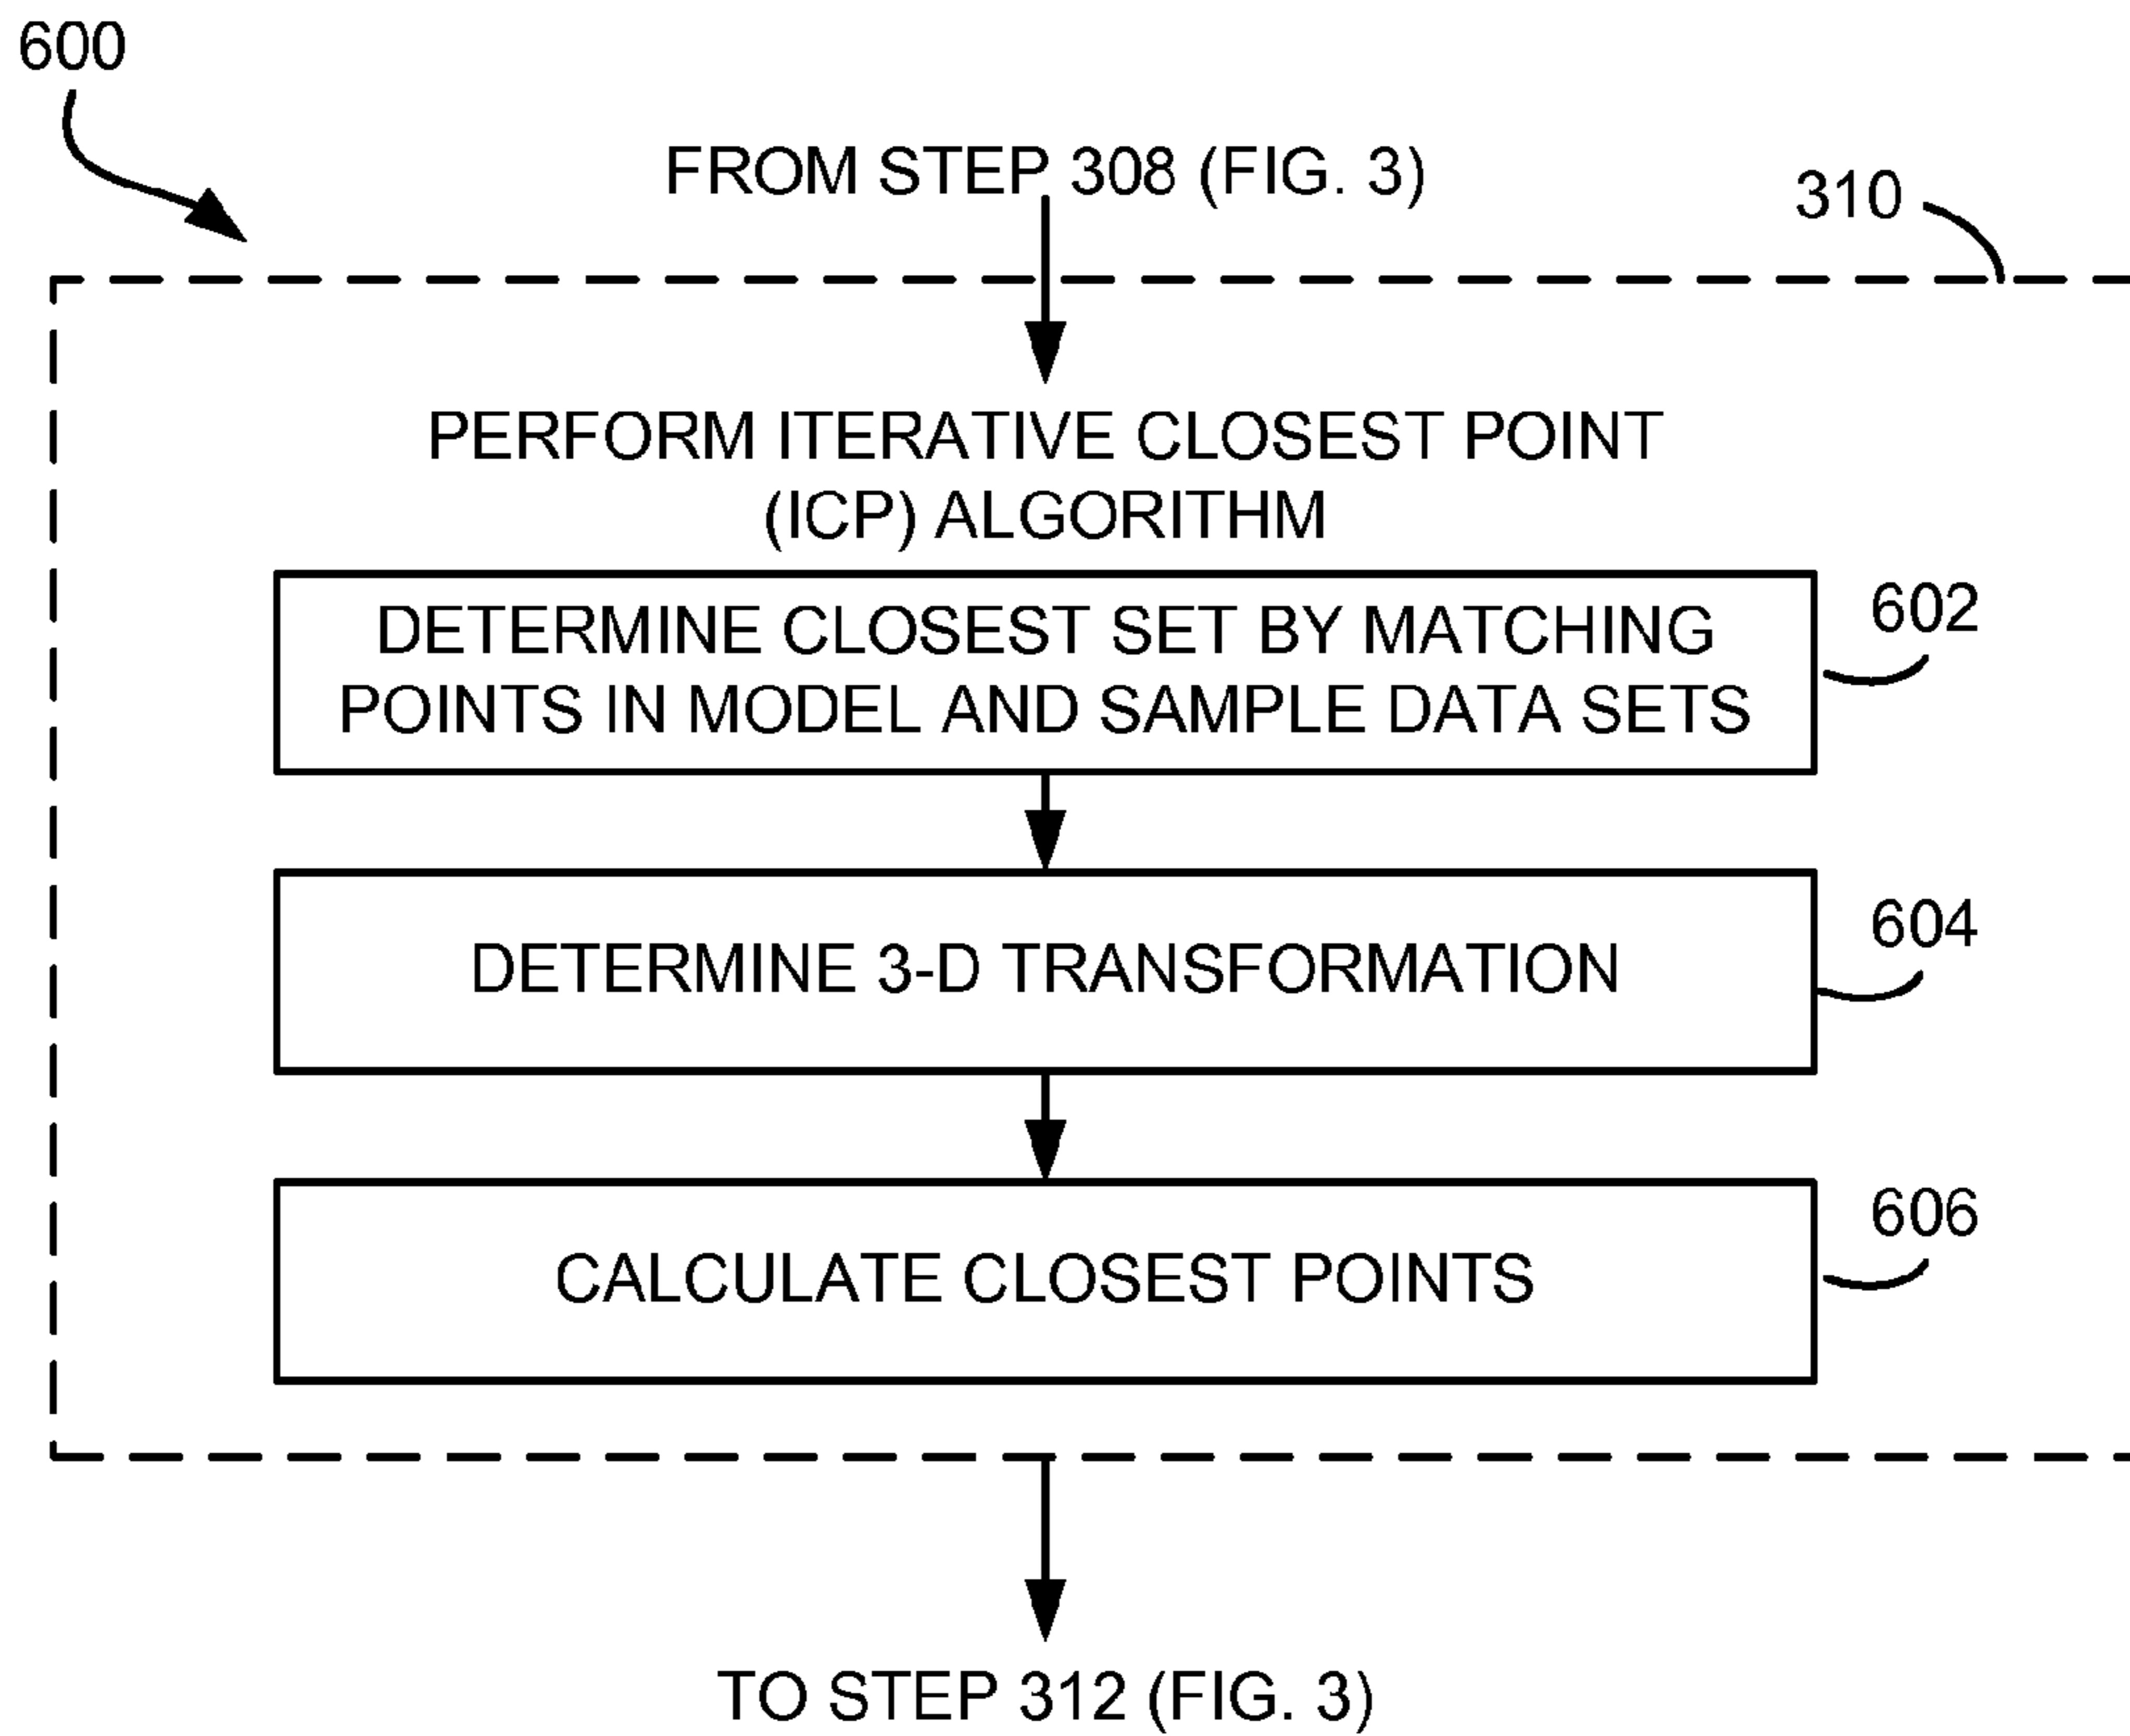 600
FROM STEP 308 (FIG. 3)
310
PERFORM ITERATIVE CLOSEST POINT
(ICP) ALGORITHM
DETERMINE CLOSEST SET BY MATCHING
POINTS IN MODEL AND SAMPLE DATA SETS
602
DETERMINE 3-D TRANSFORMATION
604
CALCULATE CLOSEST POINTS
606
TO STEP 312 (FIG. 3)